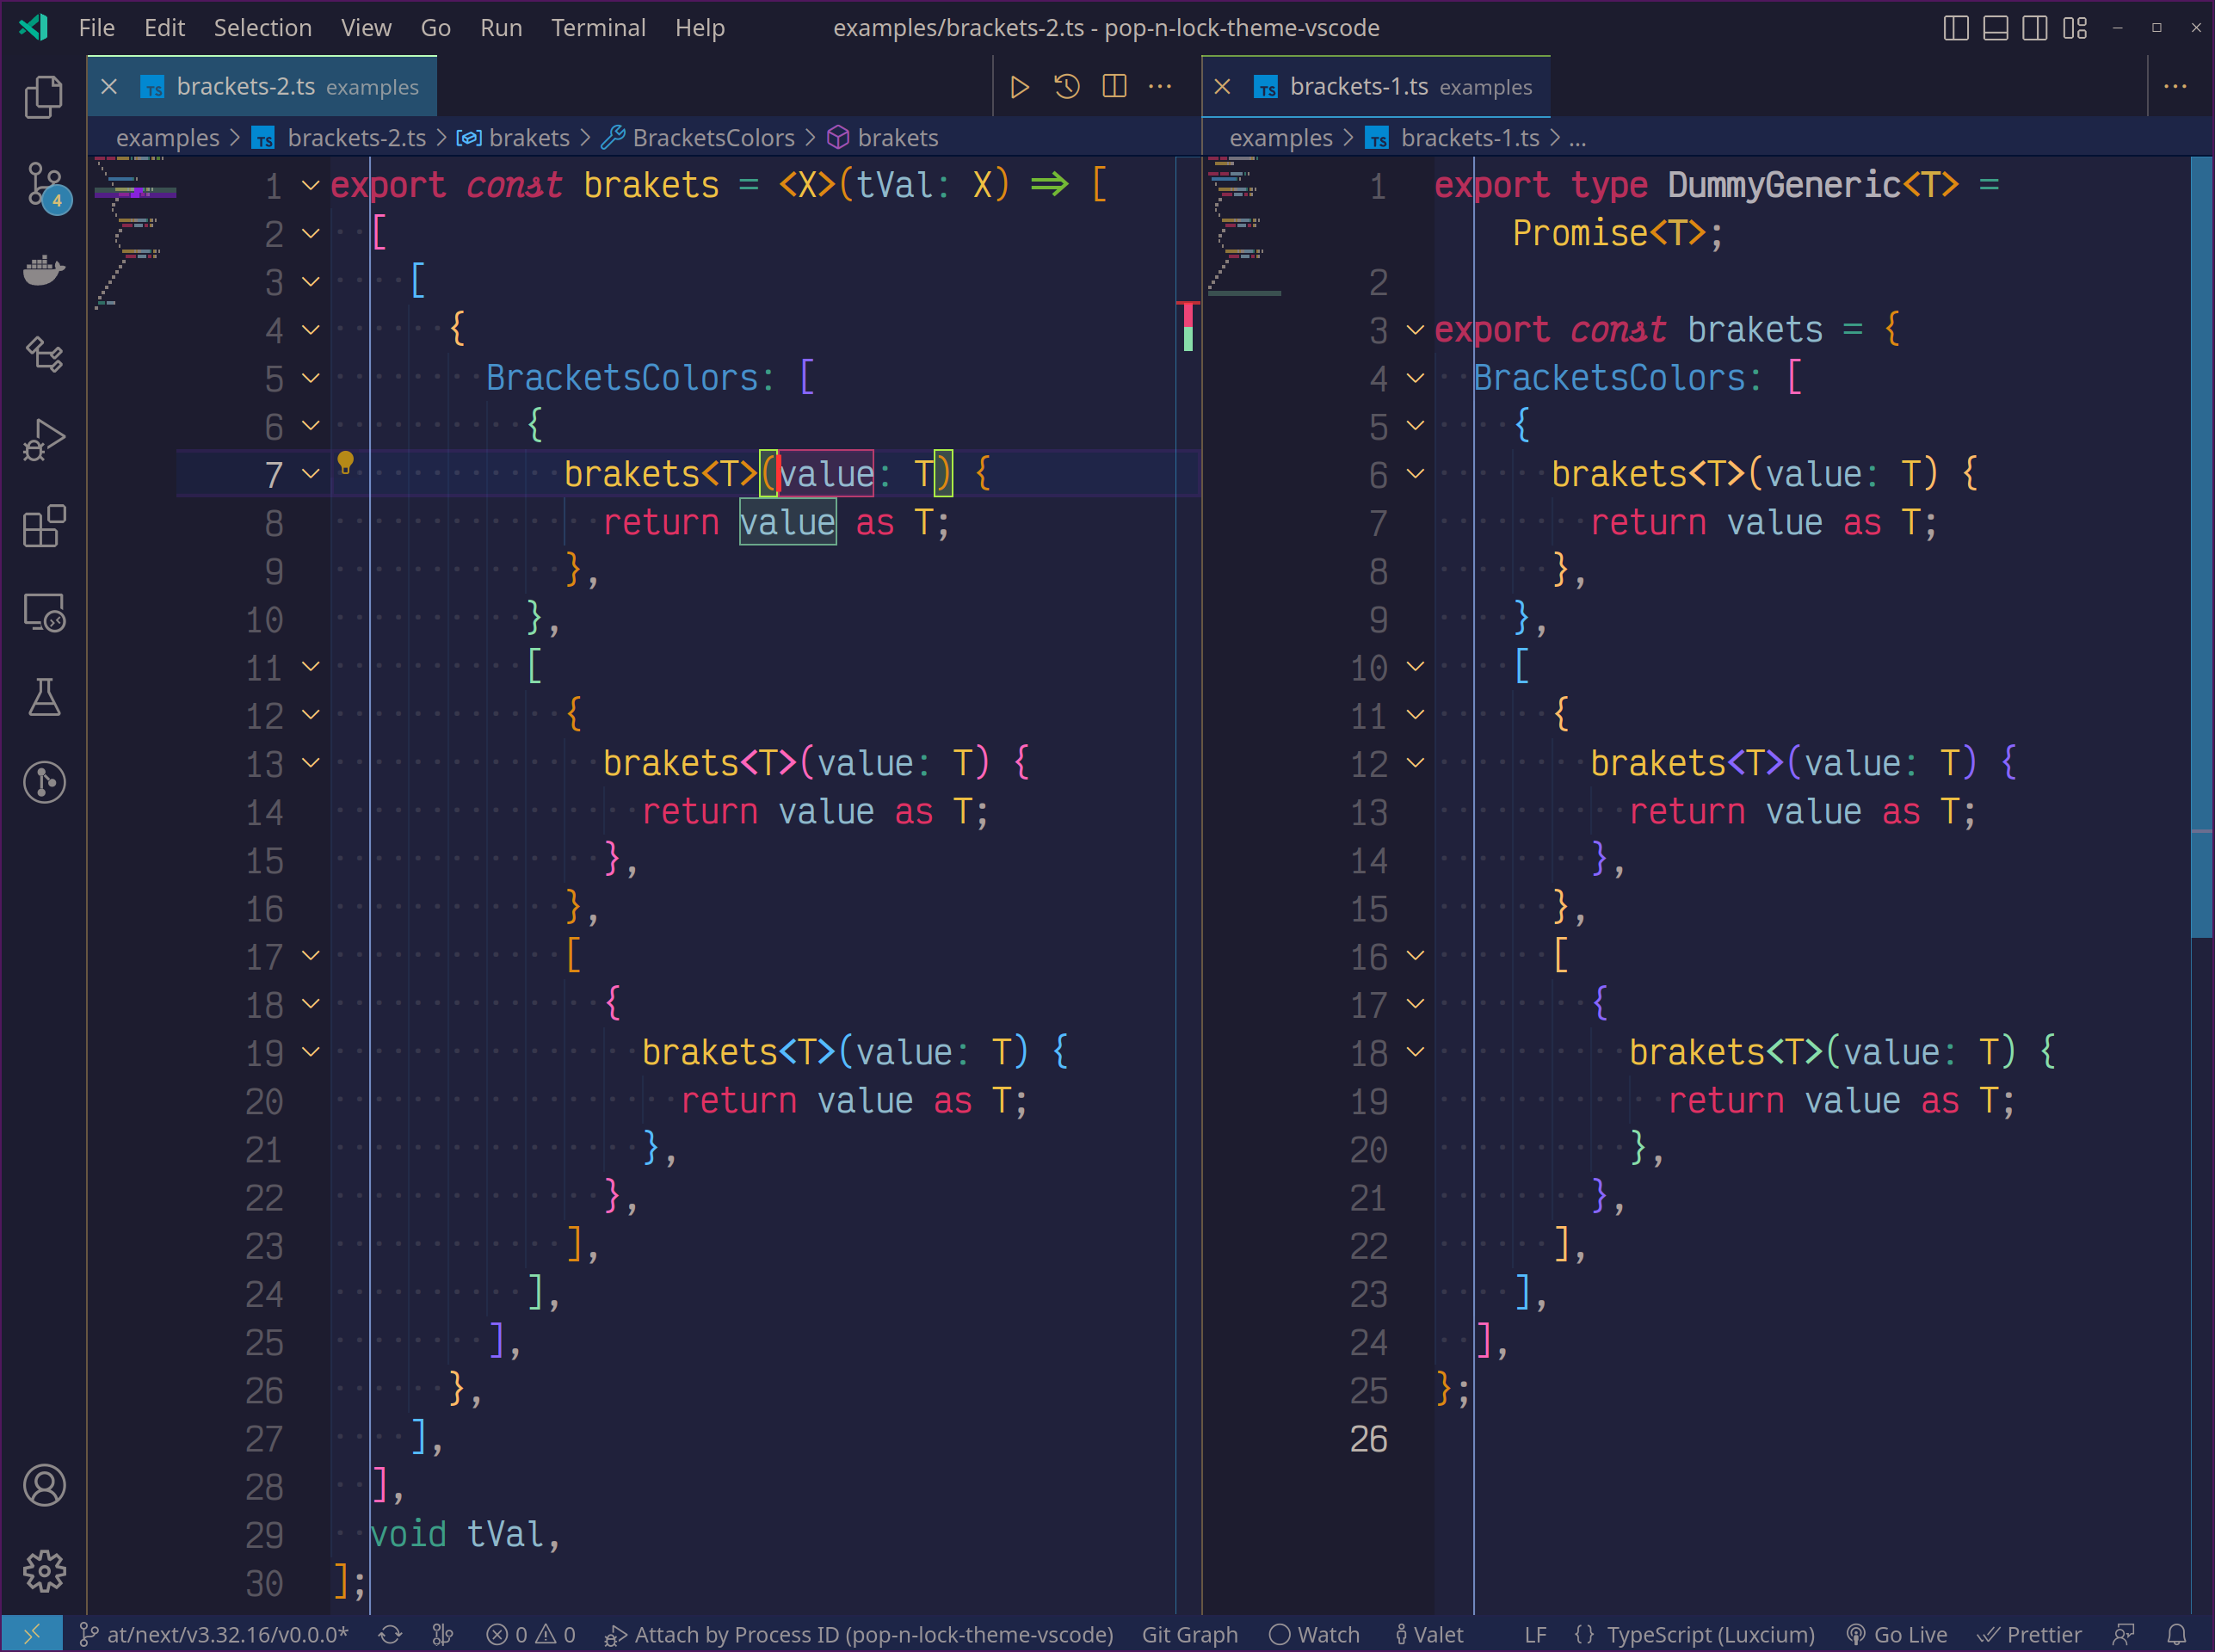 File Edit Selection View Go Run Terminal Help examples/brackets-2.ts - pop-n-lock-theme-vscode
TS brackets-2.ts examples
TS brackets-1.ts examples
examples > TS brackets-2.ts > brakets > BracketsColors > brakets
examples > TS brackets-1.ts > ...
4
1 export const brakets = <X>(tVal: X) => [
2 [
3 [
4 {
5 BracketsColors: [
6 {
7 brakets<T>(value: T) {
8 return value as T;
9 },
10 },
11 [
12 {
13 brakets<T>(value: T) {
14 return value as T;
15 },
16 },
17 [
18 {
19 brakets<T>(value: T) {
20 return value as T;
21 },
22 },
23 ],
24 ],
25 ],
26 },
27 ],
28 ],
29 void tVal,
30 ];
1 export type DummyGeneric<T> =
Promise<T>;
2
3 export const brakets = {
4 BracketsColors: [
5 {
6 brakets<T>(value: T) {
7 return value as T;
8 },
9 },
10 [
11 {
12 brakets<T>(value: T) {
13 return value as T;
14 },
15 },
16 [
17 {
18 brakets<T>(value: T) {
19 return value as T;
20 },
21 },
22 ],
23 ],
24 ],
25 };
26
at/next/v3.32.16/v0.0.0* 0 0 Attach by Process ID (pop-n-lock-theme-vscode) Git Graph Watch Valet LF {} TypeScript (Luxcium) Go Live Prettier